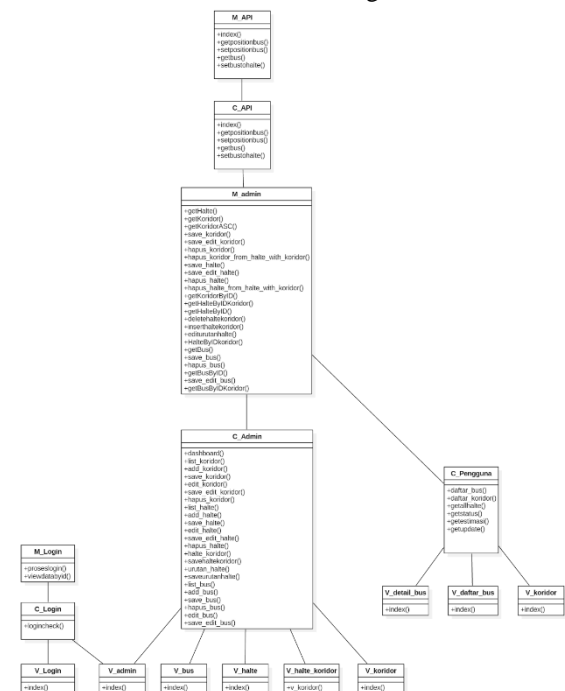 M_API
+index()
+getpositionbus()
+setpositionbus()
+getbus()
+setbustohalte()
C_API
+index()
+getpositionbus()
+setpositionbus()
+getbus()
+setbustohalte()
M_admin
+getHalte()
+getKoridor()
+getKoridorASC()
+save_koridor()
+save_edit_koridor()
+hapus_koridor()
+hapus_koridor_from_halte_with_koridor()
+save_halte()
+save_edit_halte()
+hapus_halte()
+hapus_halte_from_halte_with_koridor()
+getKoridorByID()
+getHalteByIDKoridor()
+getHalteByID()
+deletehaltekoridor()
+inserthaltekoridor()
+editurutanhalte()
+HalteByIDkoridor()
+getBus()
+save_bus()
+hapus_bus()
+getBusByID()
+save_edit_bus()
+getBusByIDKoridor()
C_Admin
+dashboard()
+list_koridor()
+add_koridor()
+save_koridor()
+edit_koridor()
+save_edit_koridor()
+hapus_koridor()
+list_halte()
+add_halte()
+save_halte()
+edit_halte()
+save_edit_halte()
+hapus_halte()
+halte_koridor()
+savehaltekoridor()
+urutan_halte()
+saveurutanhalte()
+list_bus()
+add_bus()
+save_bus()
+hapus_bus()
+edit_bus()
+save_edit_bus()
C_Pengguna
+daftar_bus()
+daftar_koridor()
+getallhalte()
+getstatus()
+getestimasi()
+getupdate()
M_Login
+proseslogin()
+viewdatabyid()
C_Login
+logincheck()
V_detail_bus
+index()
V_daftar_bus
+index()
V_koridor
+index()
V_Login
+index()
V_admin
+index()
V_bus
+index()
V_halte
+index()
V_halte_koridor
+v_koridor()
V_koridor
+index()